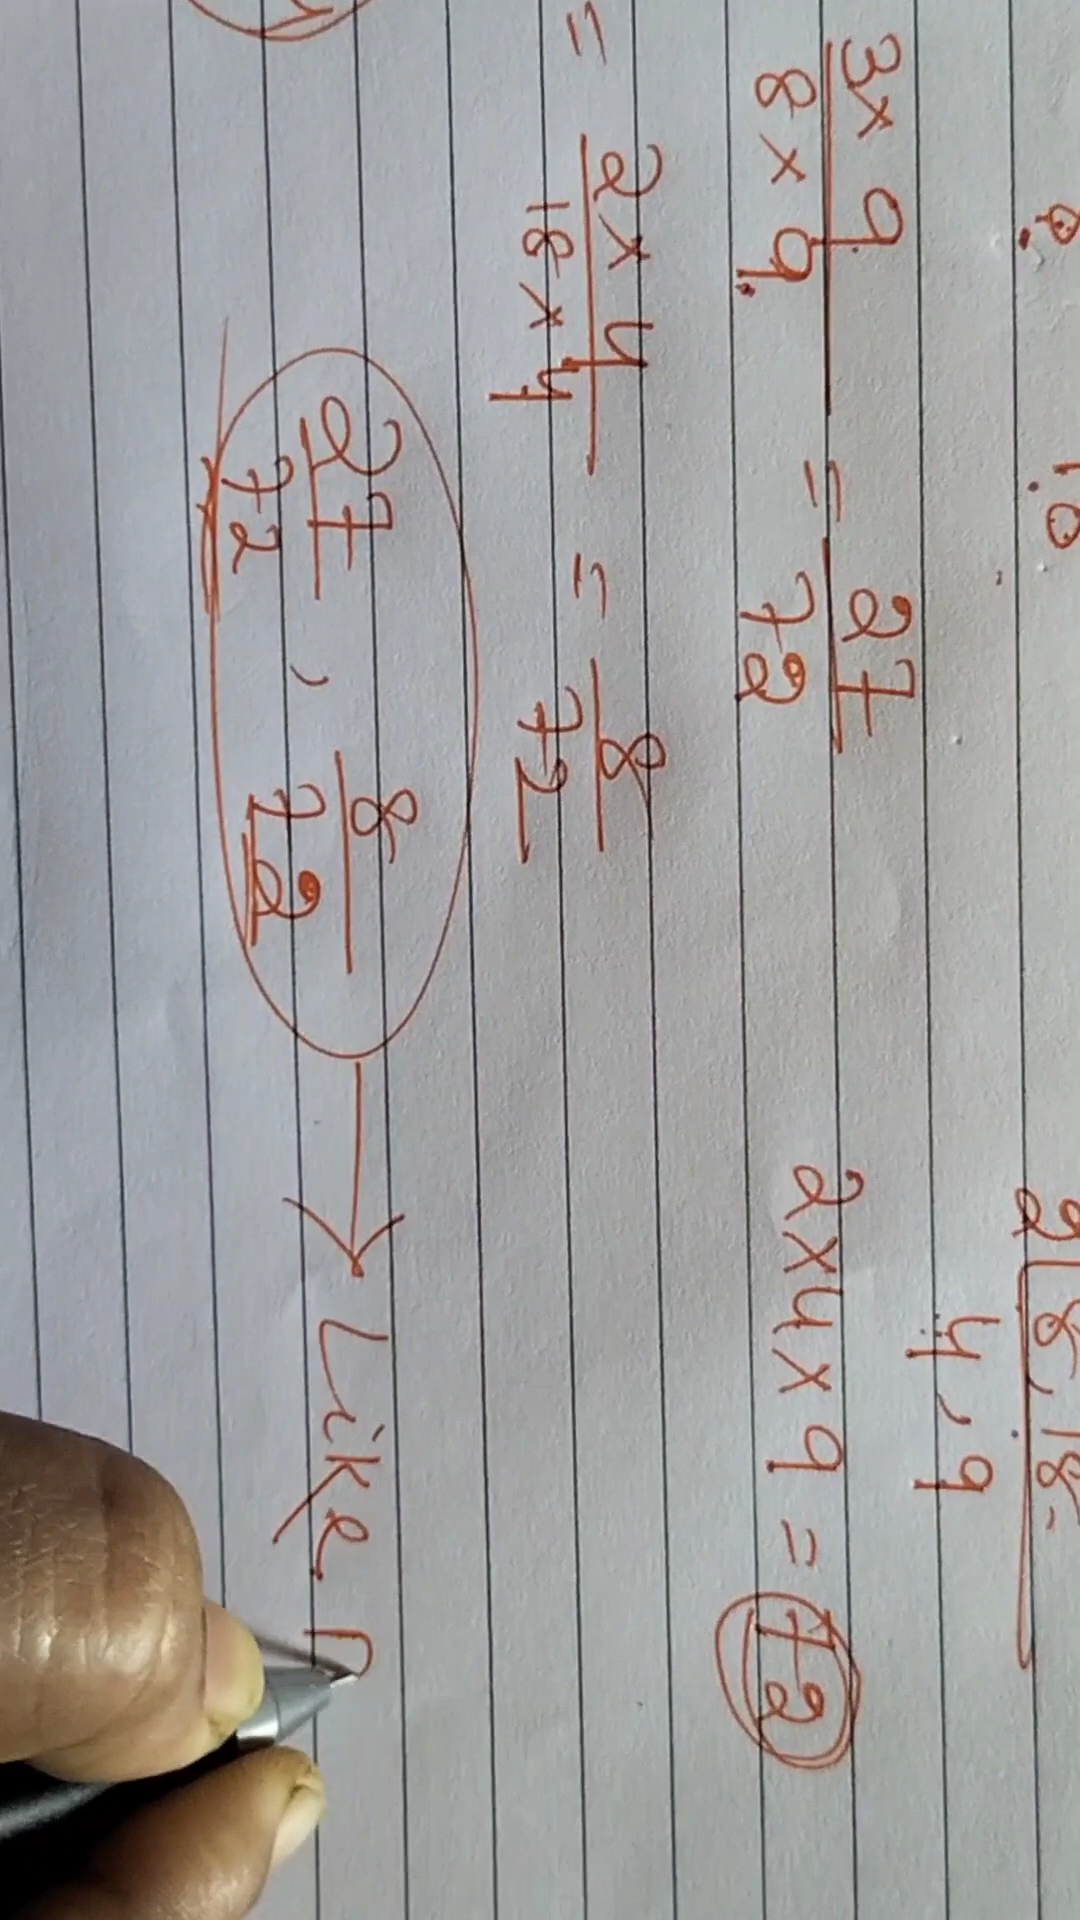 2 | 8, 18
4, 9
3 x 9 / 8 x 9 = 27 / 72
2 x 4 x 9 = 72
= 2 x 4 / 18 x 4 = 8 / 72
27 / 72 , 8 / 72 → Like